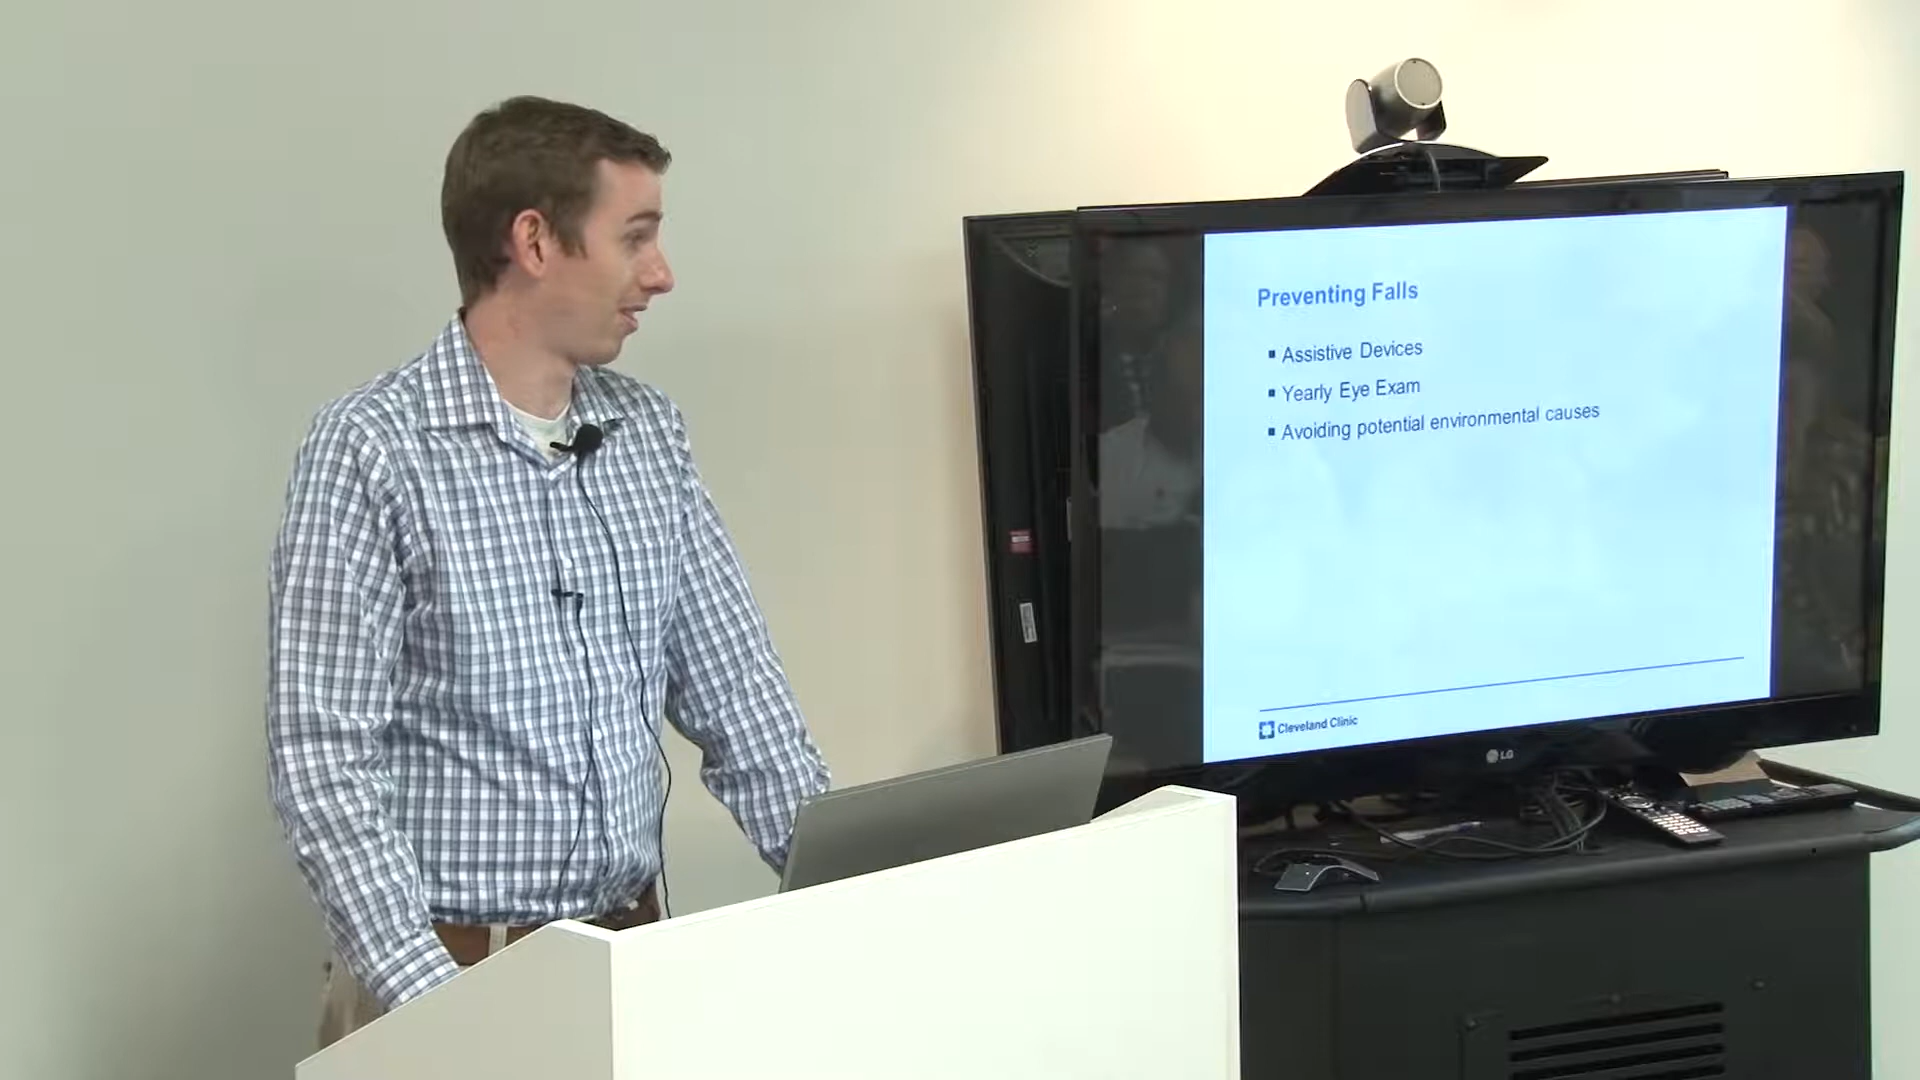 Preventing Falls
▪ Assistive Devices
▪ Yearly Eye Exam
▪ Avoiding potential environmental causes
Cleveland Clinic
LG